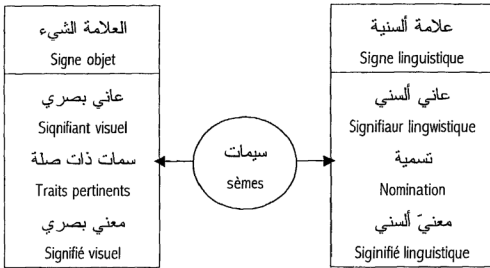 العلامة الشيء
Signe objet
عاني بصري
Siqnifiant visuel
سمات ذات صلة
Traits pertinents
معني بصري
Signifié visuel
سيمات
sèmes
علامة ألسنية
Signe linguistique
عاني ألسني
Signifiaur lingwistique
تسمية
Nomination
معنيّ ألسني
Siginifié linguistique